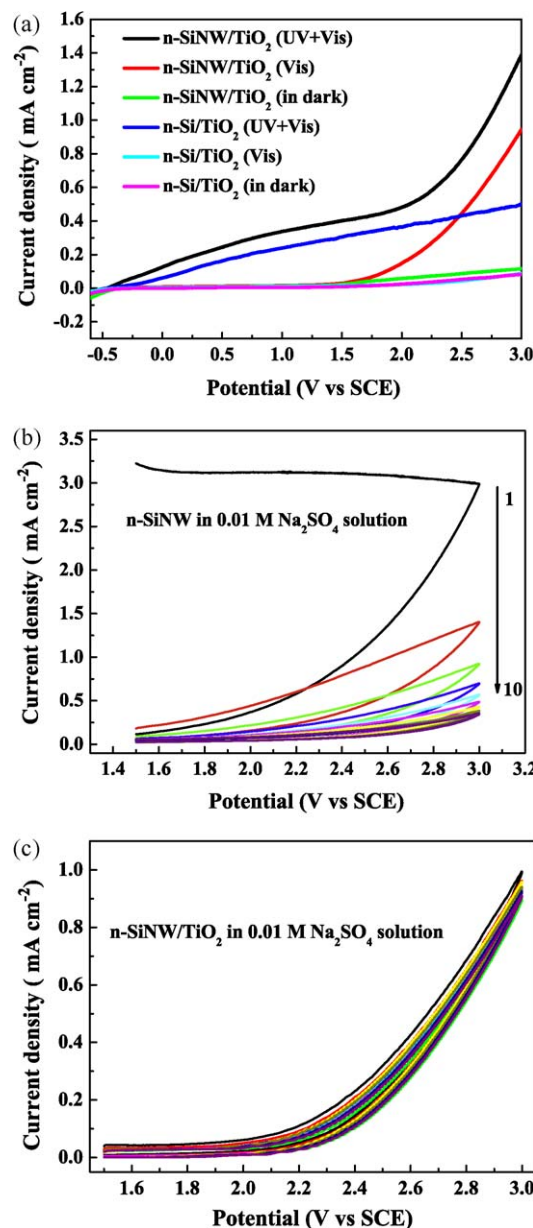 (a)
1.6
1.4
1.2
1.0
0.8
0.6
0.4
0.2
0.0
-0.2
Current density ( mA cm⁻²)
n-SiNW/TiO₂ (UV+Vis)
n-SiNW/TiO₂ (Vis)
n-SiNW/TiO₂ (in dark)
n-Si/TiO₂ (UV+Vis)
n-Si/TiO₂ (Vis)
n-Si/TiO₂ (in dark)
-0.5 0.0 0.5 1.0 1.5 2.0 2.5 3.0
Potential (V vs SCE)
(b)
3.5
3.0
2.5
2.0
1.5
1.0
0.5
0.0
Current density ( mA cm⁻²)
1
n-SiNW in 0.01 M Na₂SO₄ solution
10
1.4 1.6 1.8 2.0 2.2 2.4 2.6 2.8 3.0 3.2
Potential (V vs SCE)
(c)
1.0
0.8
0.6
0.4
0.2
0.0
Current density ( mA cm⁻²)
n-SiNW/TiO₂ in 0.01 M Na₂SO₄ solution
1.6 1.8 2.0 2.2 2.4 2.6 2.8 3.0
Potential (V vs SCE)